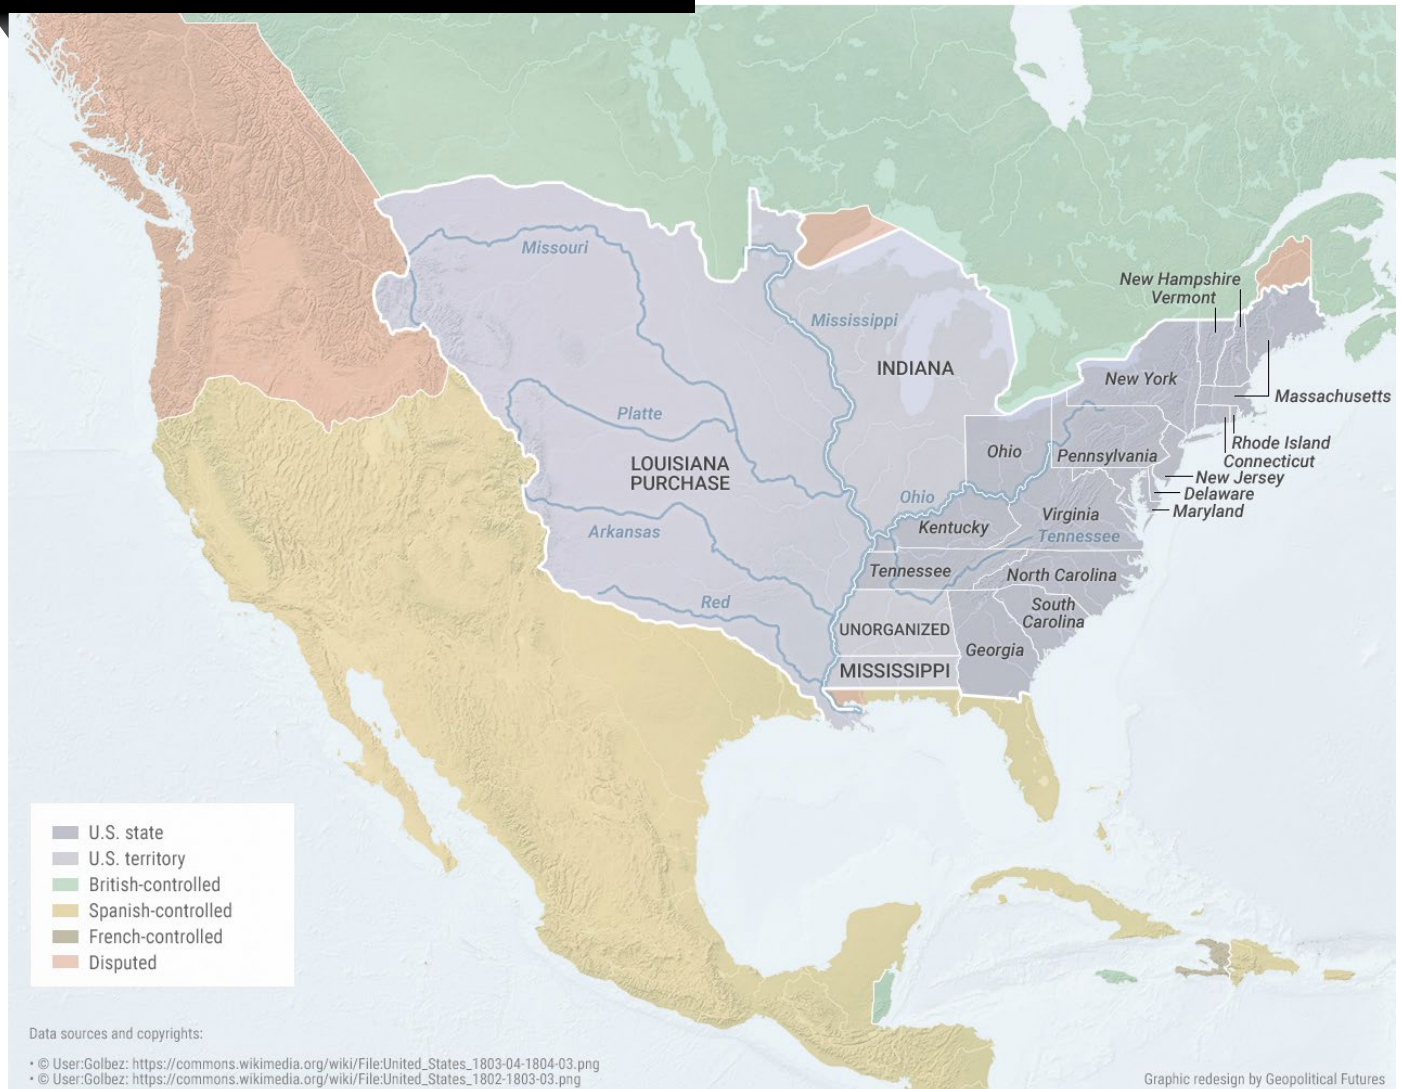 Missouri
Mississippi
INDIANA
New Hampshire
Vermont
New York
Massachusetts
Platte
LOUISIANA
PURCHASE
Ohio
Pennsylvania
Rhode Island
Connecticut
New Jersey
Delaware
Maryland
Ohio
Kentucky
Virginia
Tennessee
Arkansas
Tennessee
North Carolina
Red
South
Carolina
UNORGANIZED
Georgia
MISSISSIPPI
U.S. state
U.S. territory
British-controlled
Spanish-controlled
French-controlled
Disputed
Data sources and copyrights:
• © User:Golbez: https://commons.wikimedia.org/wiki/File:United_States_1803-04-1804-03.png
• © User:Golbez: https://commons.wikimedia.org/wiki/File:United_States_1802-1803-03.png
Graphic redesign by Geopolitical Futures